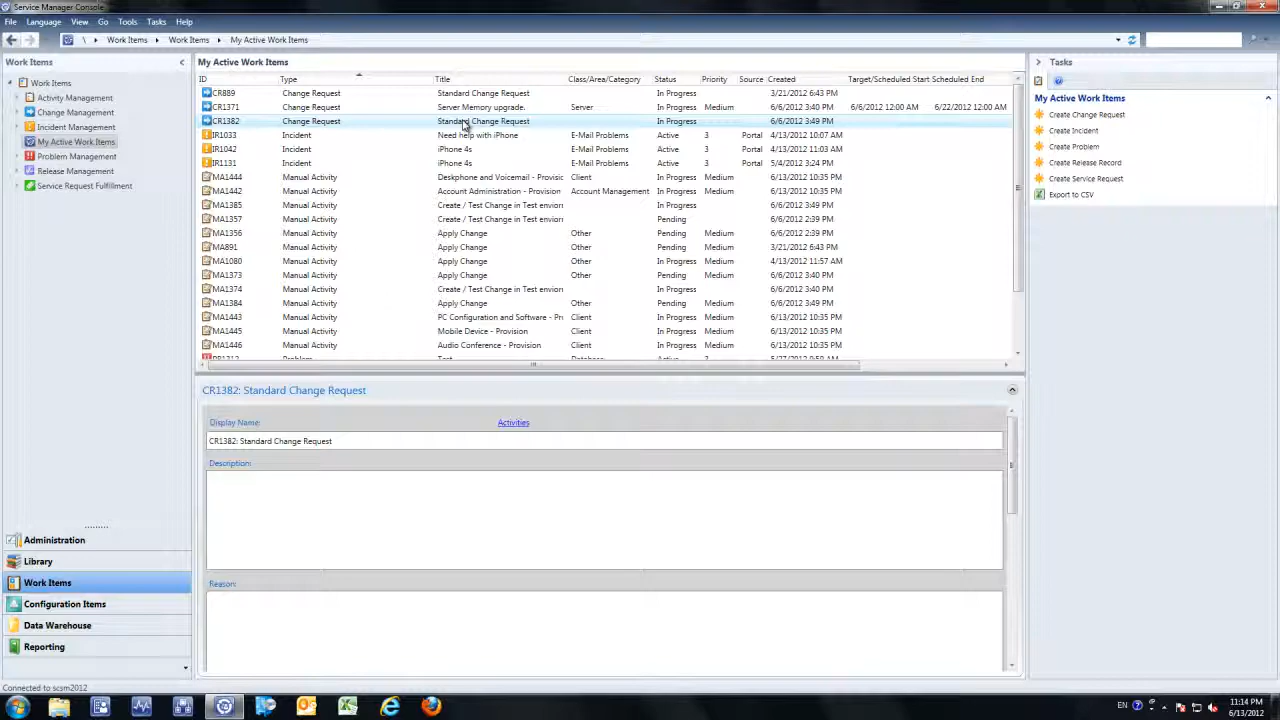 Service Manager Console
File Language View Go Tools Tasks Help
\ Work Items Work Items My Active Work Items
Work Items
Work Items
Activity Management
Change Management
Incident Management
My Active Work Items
Problem Management
Release Management
Service Request Fulfillment
Administration
Library
Work Items
Configuration Items
Data Warehouse
Reporting
Connected to scsm2012
My Active Work Items
ID Type Title Class/Area/Category Status Priority Source Created Target/Scheduled Start Scheduled End
CR889 Change Request Standard Change Request In Progress 3/21/2012 6:43 PM
CR1371 Change Request Server Memory upgrade. Server In Progress Medium 6/6/2012 3:40 PM 6/6/2012 12:00 AM 6/22/2012 10:00 AM
CR1382 Change Request Standard Change Request In Progress 6/6/2012 3:49 PM
IR1033 Incident Need help with iPhone E-Mail Problems Active 3 Portal 4/13/2012 10:07 AM
IR1042 Incident iPhone 4s E-Mail Problems Active 3 Portal 4/13/2012 11:03 AM
IR1131 Incident iPhone 4s E-Mail Problems Active 3 Portal 5/4/2012 3:24 PM
MA1444 Manual Activity Deskphone and Voicemail - Provisic Client In Progress Medium 6/13/2012 10:35 PM
MA1442 Manual Activity Account Administration - Provision Account Management In Progress Medium 6/13/2012 10:35 PM
MA1385 Manual Activity Create / Test Change in Test enviorr In Progress 6/6/2012 3:49 PM
MA1357 Manual Activity Create / Test Change in Test enviorr Pending 6/6/2012 2:39 PM
MA1356 Manual Activity Apply Change Other Pending Medium 6/6/2012 2:39 PM
MA891 Manual Activity Apply Change Other Pending Medium 3/21/2012 6:43 PM
MA1080 Manual Activity Apply Change Other In Progress Medium 4/13/2012 11:57 AM
MA1373 Manual Activity Apply Change Other Pending Medium 6/6/2012 3:40 PM
MA1374 Manual Activity Create / Test Change in Test enviorr In Progress 6/6/2012 3:40 PM
MA1384 Manual Activity Apply Change Other Pending Medium 6/6/2012 3:49 PM
MA1443 Manual Activity PC Configuration and Software - Pr Client In Progress Medium 6/13/2012 10:35 PM
MA1445 Manual Activity Mobile Device - Provision Client In Progress Medium 6/13/2012 10:35 PM
MA1446 Manual Activity Audio Conference - Provision Client In Progress Medium 6/13/2012 10:35 PM
Problem Test Database Active 3
CR1382: Standard Change Request
Display Name: Activities
CR1382: Standard Change Request
Description:
Reason:
Tasks
My Active Work Items
Create Change Request
Create Incident
Create Problem
Create Release Record
Create Service Request
Export to CSV
EN 11:14 PM
6/13/2012